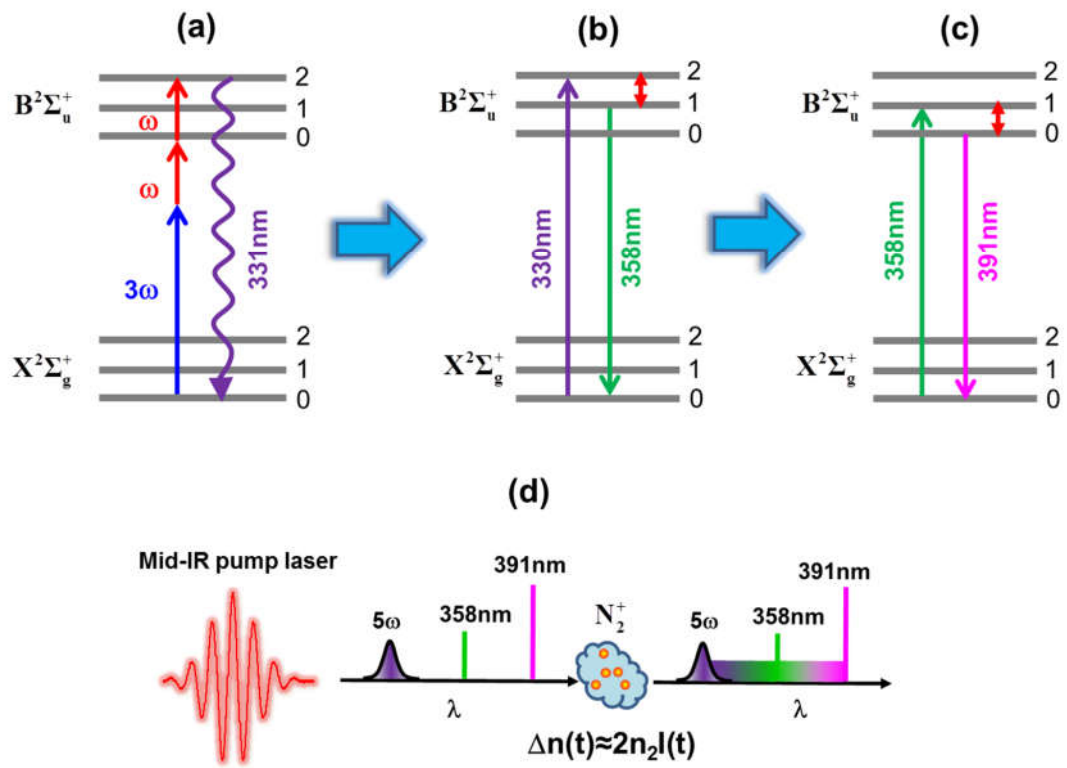 (a)
2
B²Σᵤ⁺
1
0
ω
ω
3ω
331nm
2
X²Σg⁺
1
0
(b)
2
B²Σᵤ⁺
1
0
330nm
358nm
2
X²Σg⁺
1
0
(c)
2
B²Σᵤ⁺
1
0
358nm
391nm
2
X²Σg⁺
1
0
(d)
Mid-IR pump laser
5ω
358nm
391nm
λ
N₂⁺
5ω
358nm
391nm
λ
Δn(t)≈2n₂I(t)